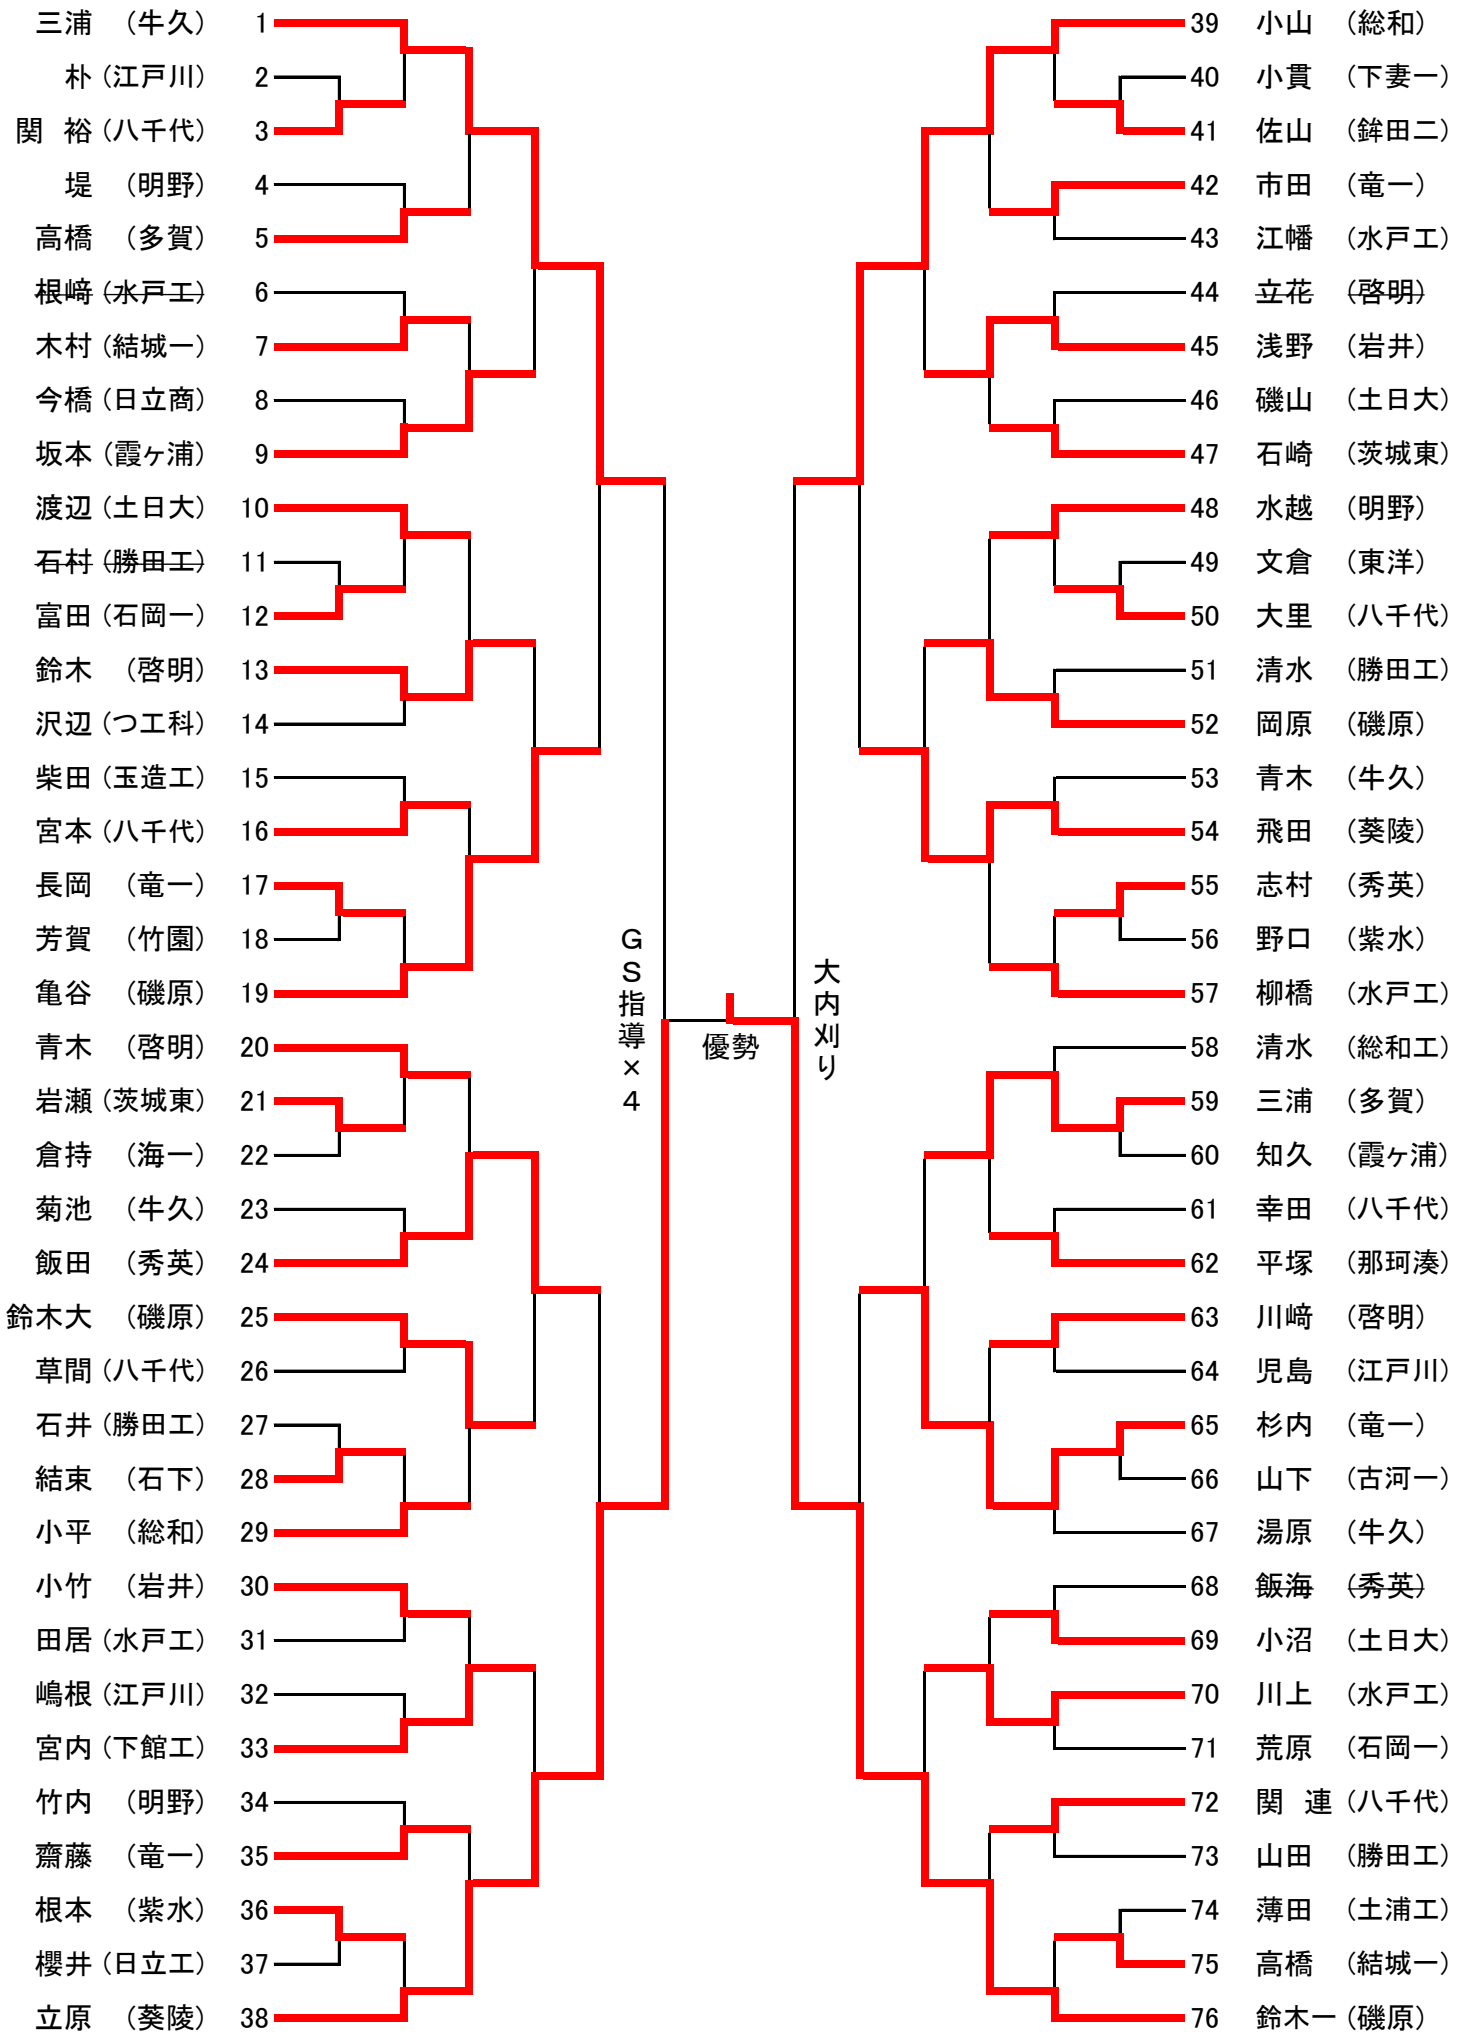 三浦 （牛久） 1
朴（江戸川） 2
関 裕（八千代） 3
堤 （明野） 4
高橋 （多賀） 5
根﨑（水戸工） 6
木村（結城一） 7
今橋（日立商） 8
坂本（霞ヶ浦） 9
渡辺（土日大） 10
石村（勝田工） 11
富田（石岡一） 12
鈴木 （啓明） 13
沢辺（つ工科） 14
柴田（玉造工） 15
宮本（八千代） 16
長岡 （竜一） 17
芳賀 （竹園） 18
亀谷 （磯原） 19
青木 （啓明） 20
岩瀬（茨城東） 21
倉持 （海一） 22
菊池 （牛久） 23
飯田 （秀英） 24
鈴木大 （磯原） 25
草間（八千代） 26
石井（勝田工） 27
結束 （石下） 28
小平 （総和） 29
小竹 （岩井） 30
田居（水戸工） 31
嶋根（江戸川） 32
宮内（下館工） 33
竹内 （明野） 34
齋藤 （竜一） 35
根本 （紫水） 36
櫻井（日立工） 37
立原 （葵陵） 38
GS指導×4
優勢
大内刈り
39 小山 （総和）
40 小貫 （下妻一）
41 佐山 （鉾田二）
42 市田 （竜一）
43 江幡 （水戸工）
44 立花 （啓明）
45 浅野 （岩井）
46 磯山 （土日大）
47 石崎 （茨城東）
48 水越 （明野）
49 文倉 （東洋）
50 大里 （八千代）
51 清水 （勝田工）
52 岡原 （磯原）
53 青木 （牛久）
54 飛田 （葵陵）
55 志村 （秀英）
56 野口 （紫水）
57 柳橋 （水戸工）
58 清水 （総和工）
59 三浦 （多賀）
60 知久 （霞ヶ浦）
61 幸田 （八千代）
62 平塚 （那珂湊）
63 川﨑 （啓明）
64 児島 （江戸川）
65 杉内 （竜一）
66 山下 （古河一）
67 湯原 （牛久）
68 飯海 （秀英）
69 小沼 （土日大）
70 川上 （水戸工）
71 荒原 （石岡一）
72 関 連（八千代）
73 山田 （勝田工）
74 薄田 （土浦工）
75 高橋 （結城一）
76 鈴木一（磯原）